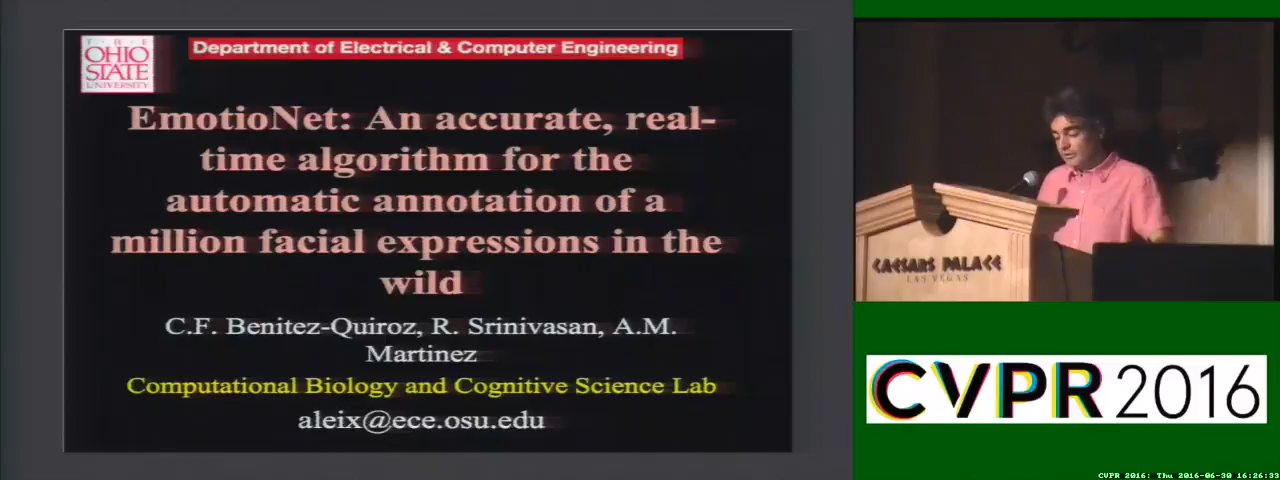 THE
OHIO
STATE
UNIVERSITY
Department of Electrical & Computer Engineering
EmotioNet: An accurate, real-
time algorithm for the
automatic annotation of a
million facial expressions in the
wild
C.F. Benitez-Quiroz, R. Srinivasan, A.M.
Martinez
Computational Biology and Cognitive Science Lab
aleix@ece.osu.edu
CAESARS PALACE
LAS VEGAS
CVPR 2016
CVPR 2016: Thu 2016-06-30 16:26:33